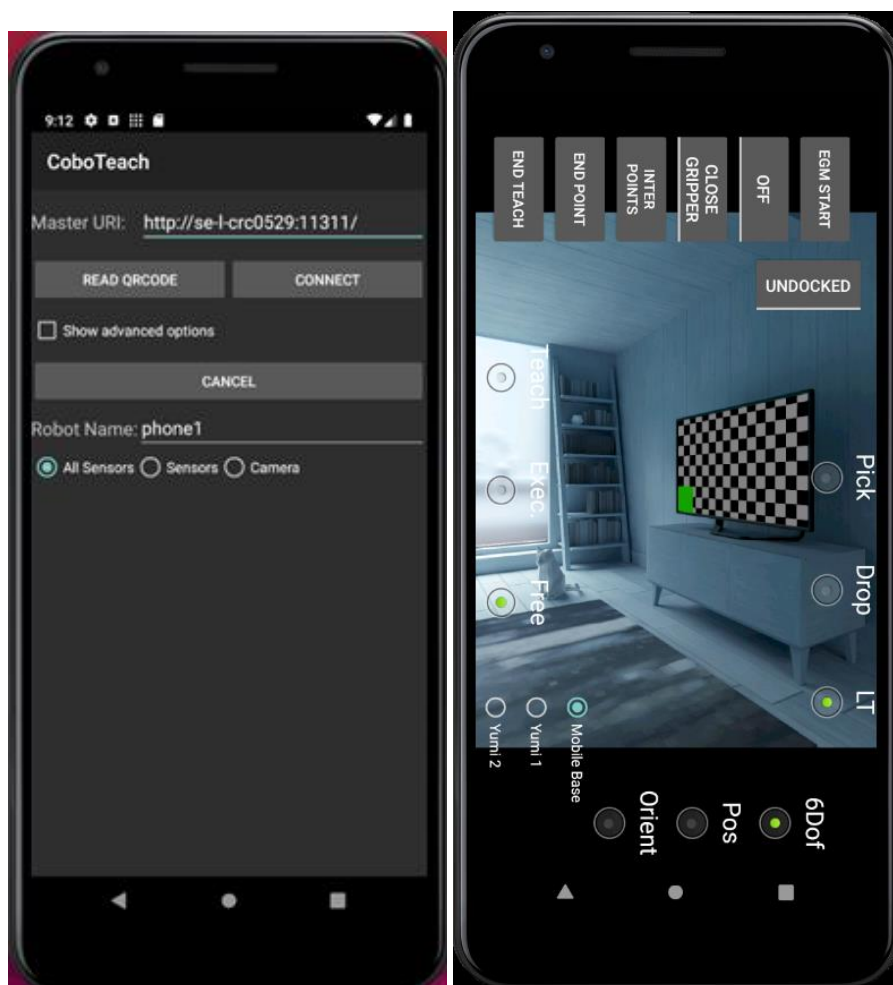 9:12
CoboTeach
Master URI: http://se-l-crc0529:11311/
READ QRCODE CONNECT
Show advanced options
CANCEL
Robot Name: phone1
All Sensors Sensors Camera
END TEACH
END POINT
INTER
POINTS
CLOSE
GRIPPER
OFF
EGM START
UNDOCKED
Teach
Exec.
Free
Pick
Drop
LT
Mobile Base
Yumi 1
Yumi 2
6Dof
Pos
Orient